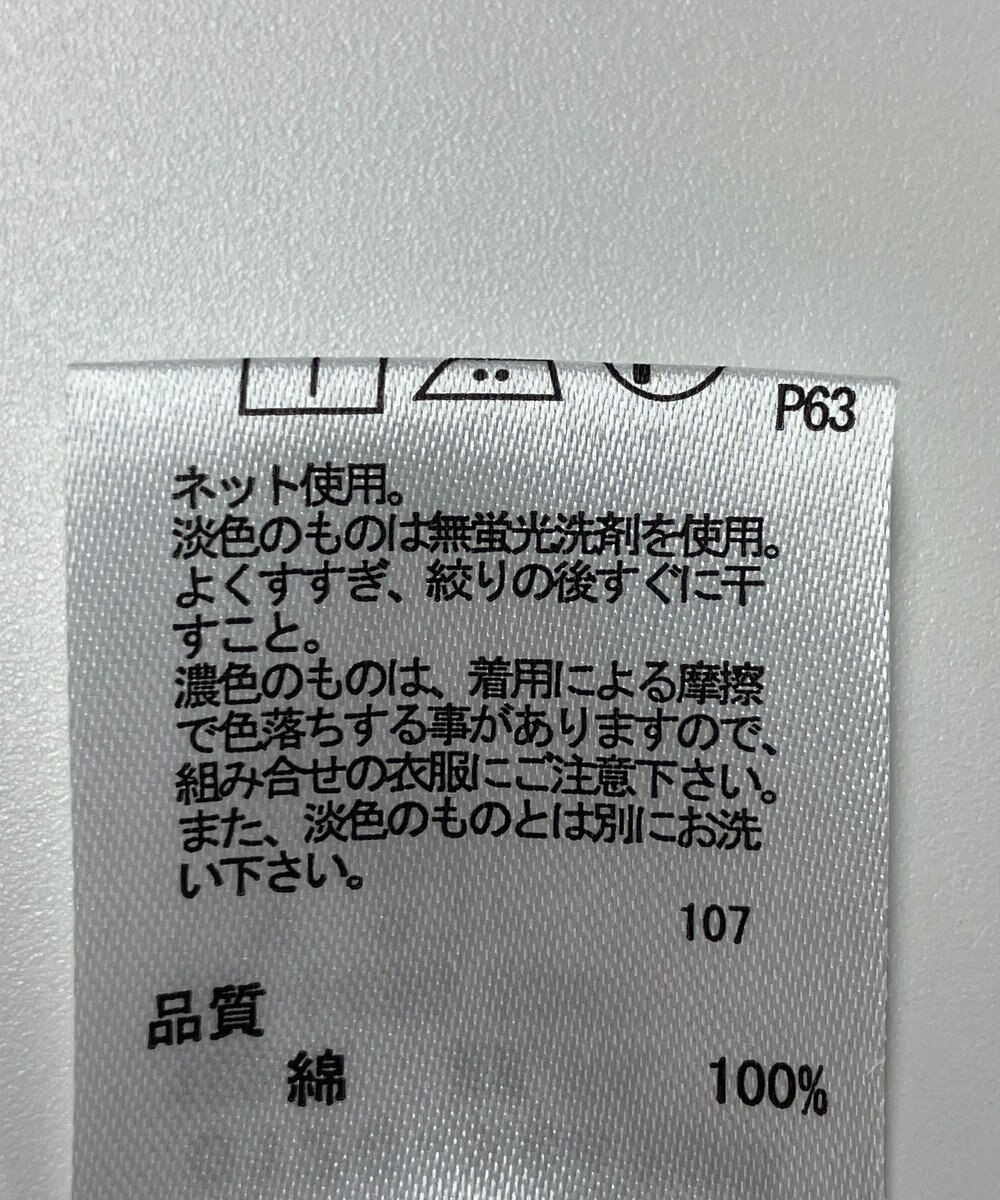 P63
ネット使用。
淡色のものは無蛍光洗剤を使用。
よくすすぎ、絞りの後すぐに干
すこと。
濃色のものは、着用による摩擦
で色落ちする事がありますので、
組み合せの衣服にご注意下さい。
また、淡色のものとは別にお洗
い下さい。
107
品質
綿 100%